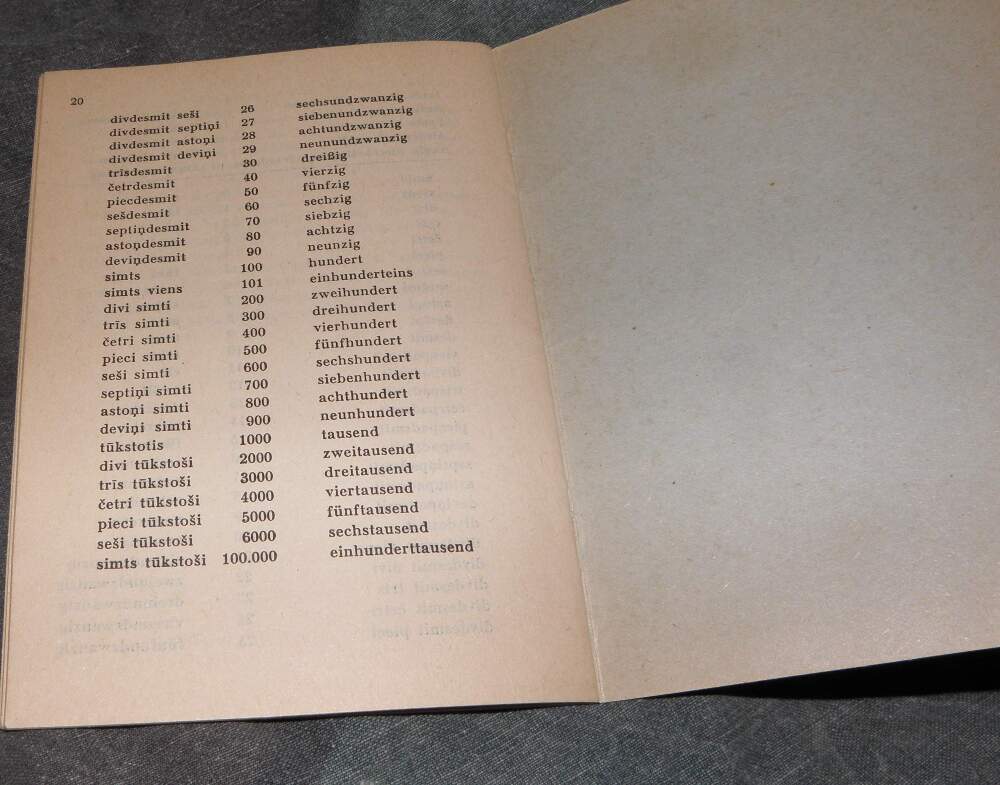 20
divdesmit seši 26 sechsundzwanzig
divdesmit septiņi 27 siebenundzwanzig
divdesmit astoņi 28 achtundzwanzig
divdesmit deviņi 29 neunundzwanzig
trīsdesmit 30 dreißig
četrdesmit 40 vierzig
piecdesmit 50 fünfzig
sešdesmit 60 sechzig
septiņdesmit 70 siebzig
astoņdesmit 80 achtzig
deviņdesmit 90 neunzig
simts 100 hundert
simts viens 101 einhunderteins
divi simti 200 zweihundert
trīs simti 300 dreihundert
četri simti 400 vierhundert
pieci simti 500 fünfhundert
seši simti 600 sechshundert
septiņi simti 700 siebenhundert
astoņi simti 800 achthundert
deviņi simti 900 neunhundert
tūkstotis 1000 tausend
divi tūkstoši 2000 zweitausend
trīs tūkstoši 3000 dreitausend
četri tūkstoši 4000 viertausend
pieci tūkstoši 5000 fünftausend
seši tūkstoši 6000 sechstausend
simts tūkstoši 100.000 einhunderttausend